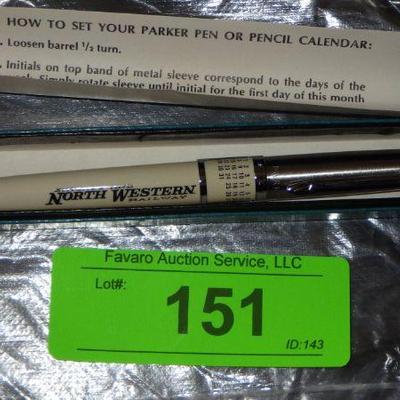 HOW TO SET YOUR PARKER PEN OR PENCIL CALENDAR:
. Loosen barrel ½ turn.
. Initials on top band of metal sleeve correspond to the days of the
Simply rotate sleeve until initial for the first day of this month
NORTH WESTERN
RAILWAY
Favaro Auction Service, LLC
Lot#:
151
ID:143